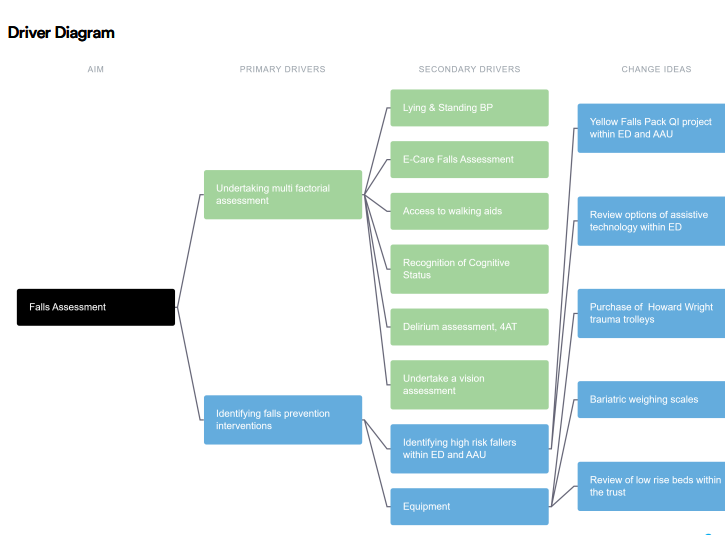 Driver Diagram
AIM
PRIMARY DRIVERS
SECONDARY DRIVERS
CHANGE IDEAS
Falls Assessment
Undertaking multi factorial
assessment
Identifying falls prevention
interventions
Lying & Standing BP
E-Care Falls Assessment
Access to walking aids
Recognition of Cognitive
Status
Delirium assessment, 4AT
Undertake a vision
assessment
Identifying high risk fallers
within ED and AAU
Equipment
Yellow Falls Pack QI project
within ED and AAU
Review options of assistive
technology within ED
Purchase of  Howard Wright
trauma trolleys
Bariatric weighing scales
Review of low rise beds within
the trust